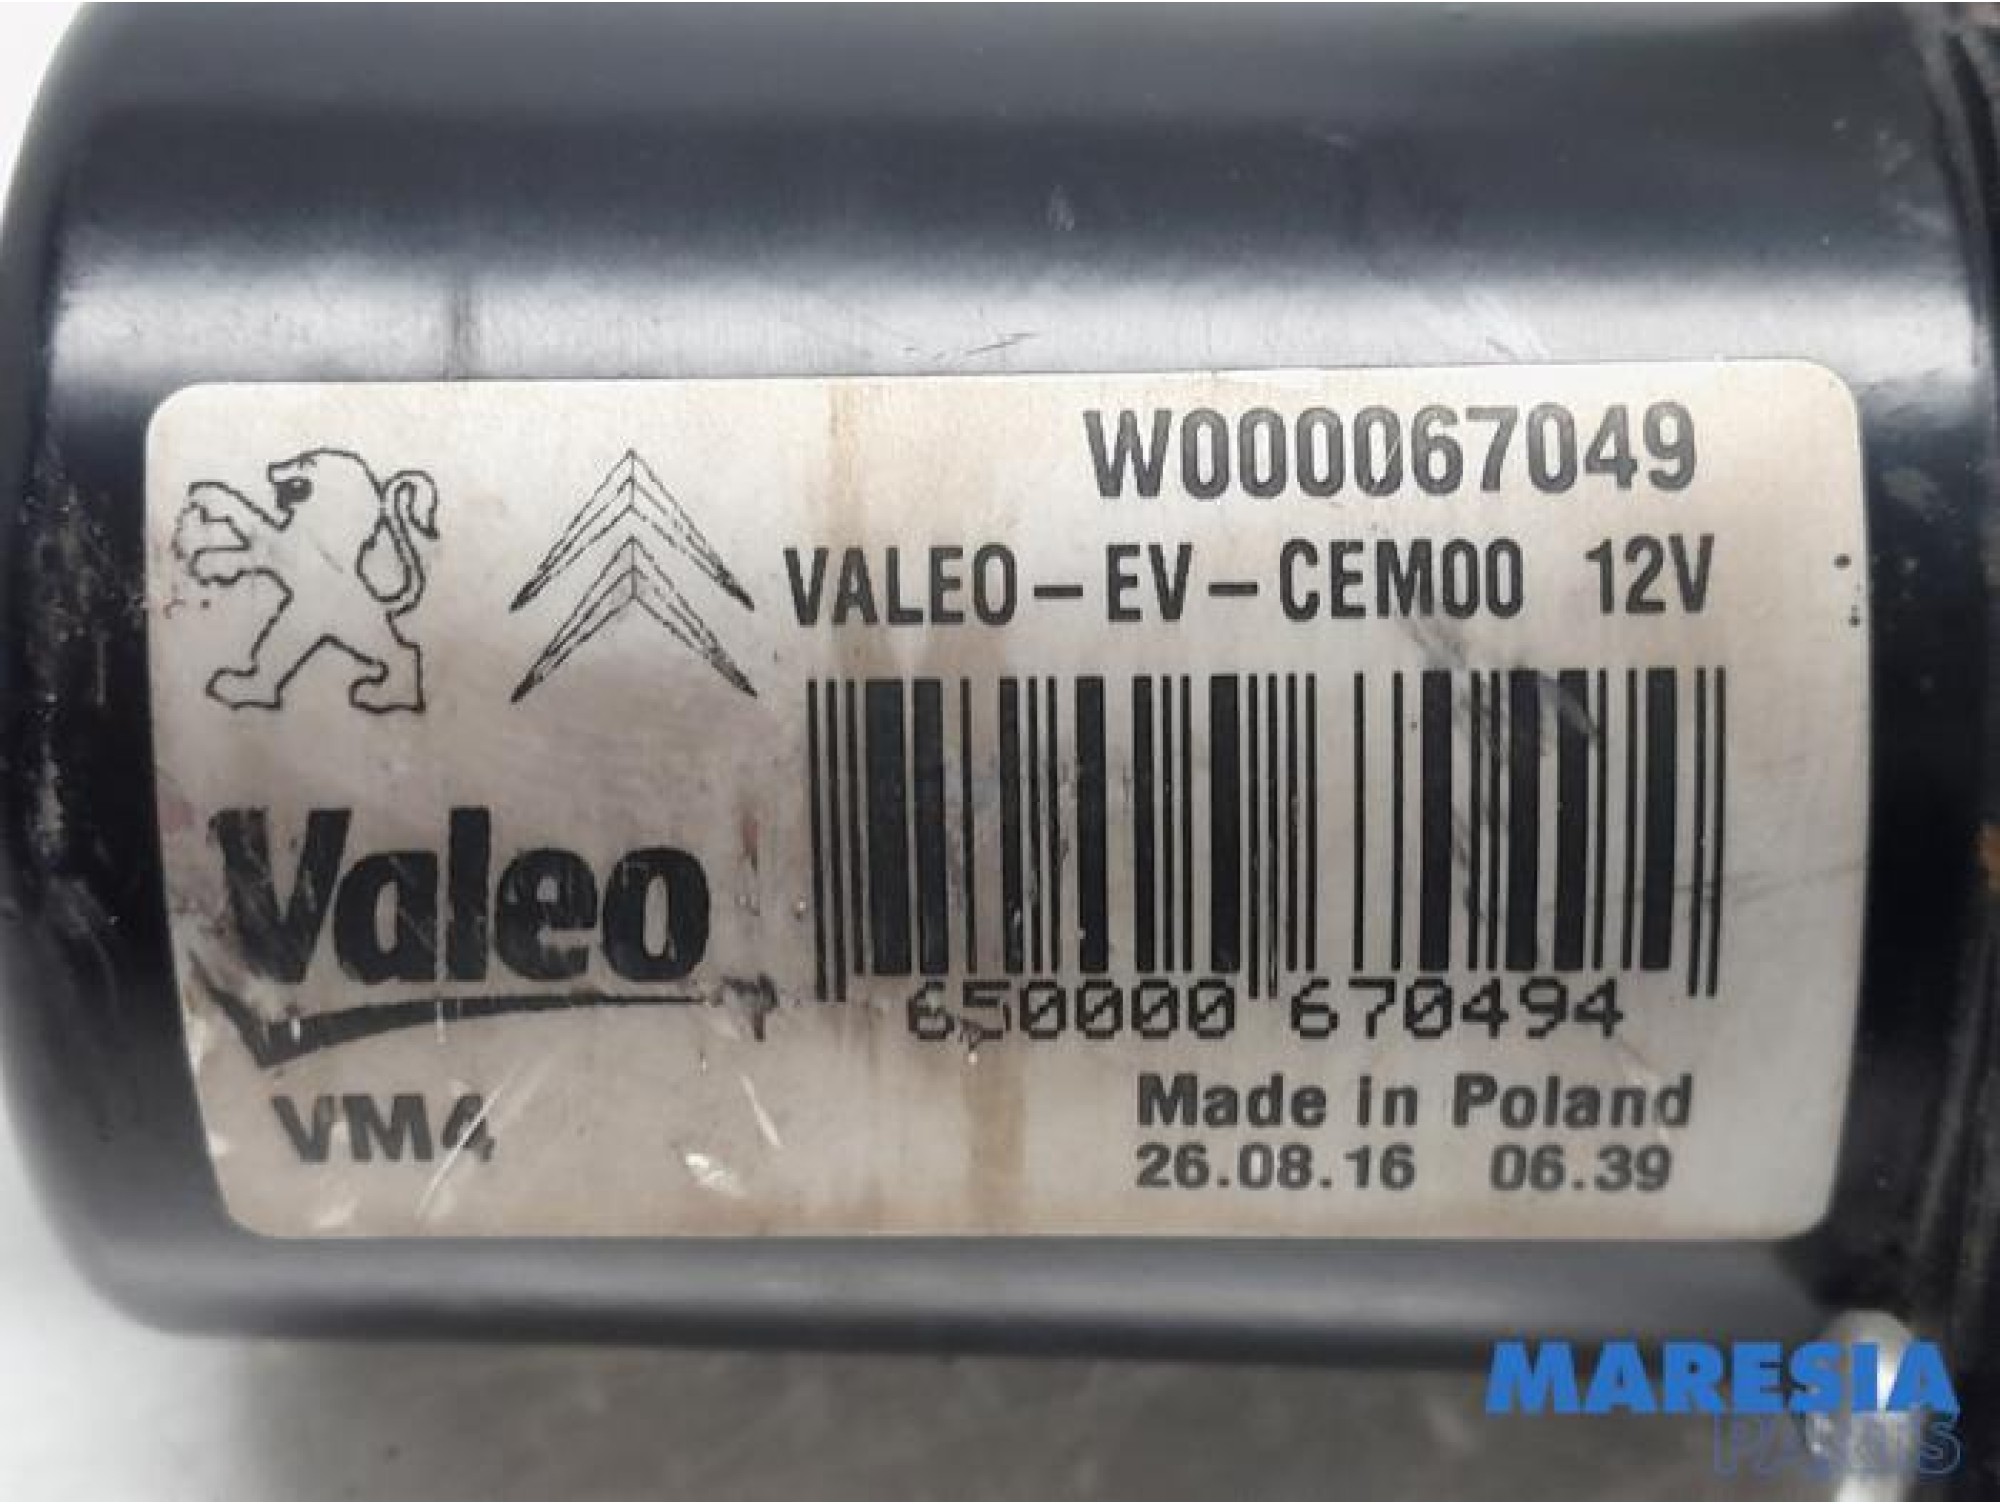 W000067049
VALEO-EV-CEM00 12V
Valeo
650000 670494
VM4
Made in Poland
26.08.16 06.39
MARESIA
PARTS